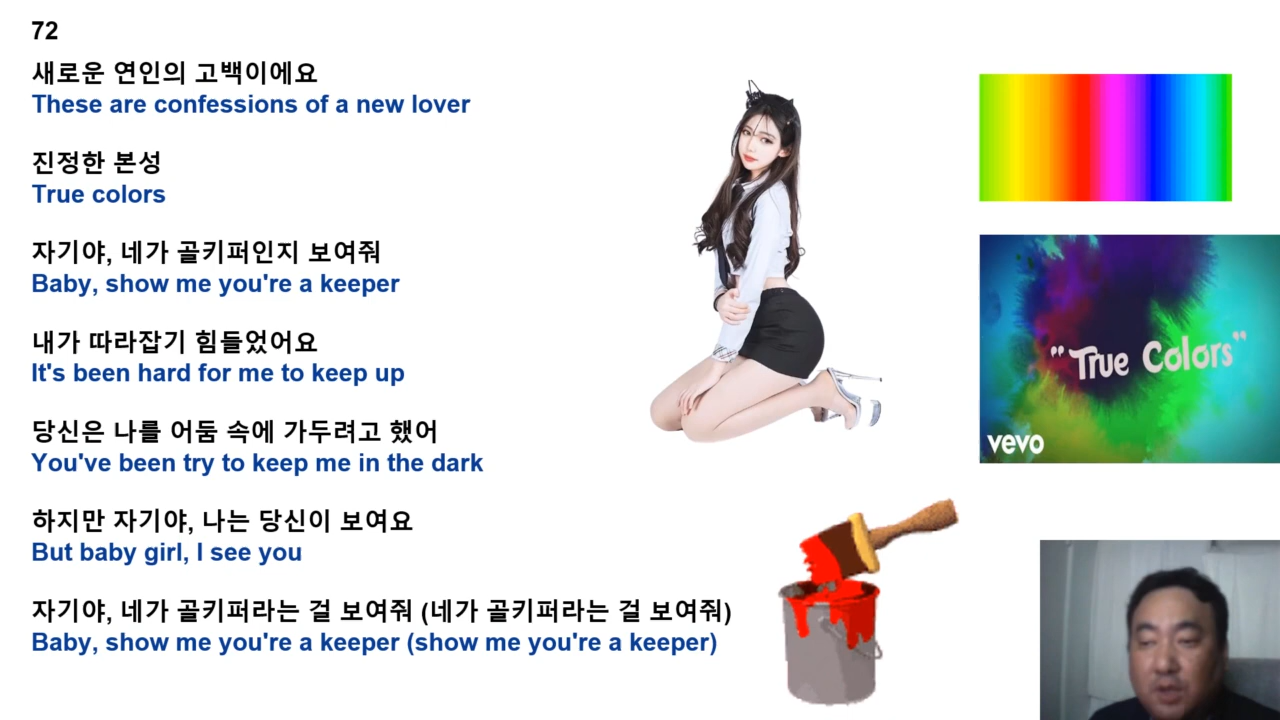 72
새로운 연인의 고백이에요
These are confessions of a new lover
진정한 본성
True colors
자기야, 네가 골키퍼인지 보여줘
Baby, show me you're a keeper
내가 따라잡기 힘들었어요
It's been hard for me to keep up
당신은 나를 어둠 속에 가두려고 했어
You've been try to keep me in the dark
하지만 자기야, 나는 당신이 보여요
But baby girl, I see you
자기야, 네가 골키퍼라는 걸 보여줘 (네가 골키퍼라는 걸 보여줘)
Baby, show me you're a keeper (show me you're a keeper)
"True Colors"
vevo